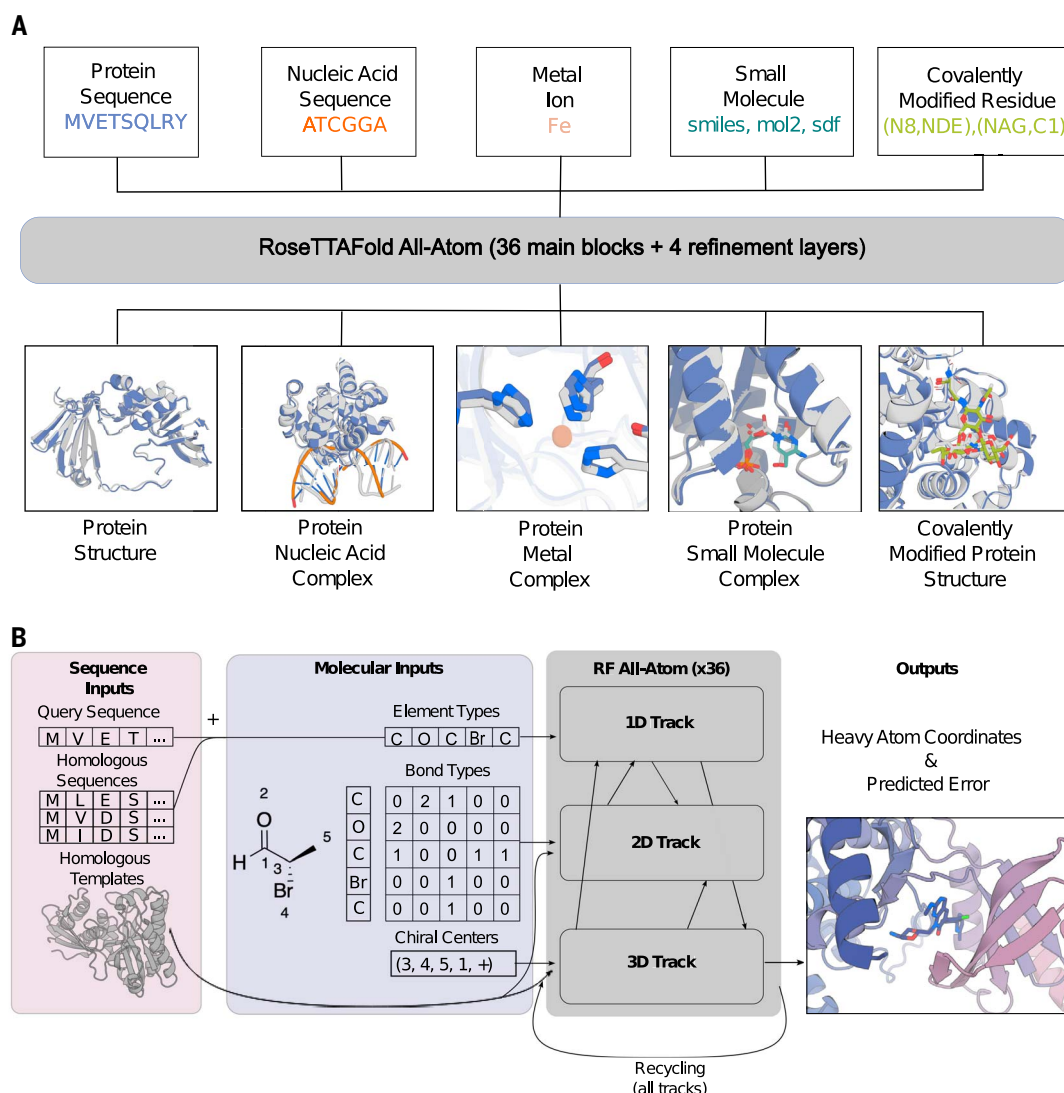 A
Protein
Sequence
MVETSQLRY
Nucleic Acid
Sequence
ATCGGA
Metal
Ion
Fe
Small
Molecule
smiles, mol2, sdf
Covalently
Modified Residue
(N8,NDE),(NAG,C1)
RoseTTAFold All-Atom (36 main blocks + 4 refinement layers)
Protein
Structure
Protein
Nucleic Acid
Complex
Protein
Metal
Complex
Protein
Small Molecule
Complex
Covalently
Modified Protein
Structure
B
Sequence
Inputs
Query Sequence
M V E T ...
Homologous
Sequences
M L E S ...
M V D S ...
M I D S ...
Homologous
Templates
+
Molecular Inputs
Element Types
C O C Br C
Bond Types
C 0 2 1 0 0
O 2 0 0 0 0
C 1 0 0 1 1
Br 0 0 1 0 0
C 0 0 1 0 0
2
O
5
H
1
3
Br
4
Chiral Centers
(3, 4, 5, 1, +)
RF All-Atom (x36)
1D Track
2D Track
3D Track
Recycling
(all tracks)
Outputs
Heavy Atom Coordinates
&
Predicted Error